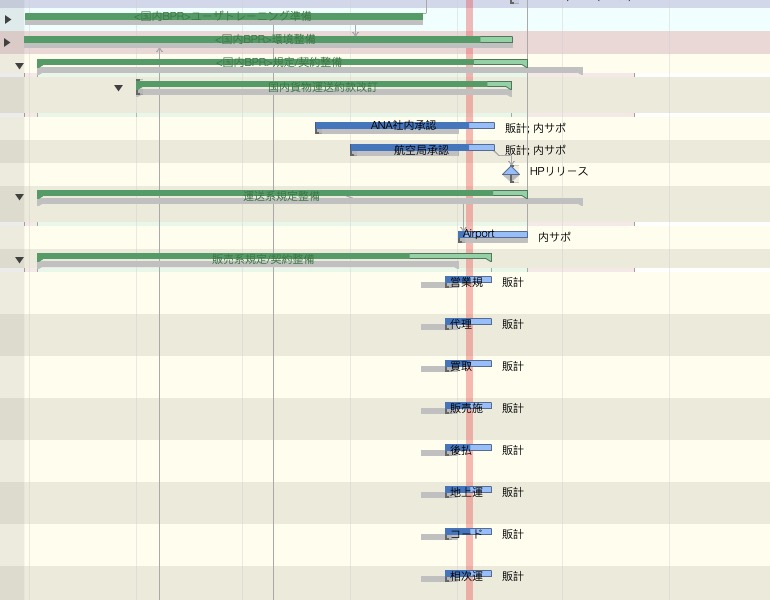 <国内BPR>ユーザトレーニング準備
<国内BPR>環境整備
<国内BPR>規定/契約整備
国内貨物運送約款改訂
ANA社内承認 販計; 内サポ
航空局承認 販計; 内サポ
HPリリース
運送系規定整備
Airport 内サポ
販売系規定/契約整備
営業規 販計
代理 販計
買取 販計
販売施 販計
後払 販計
地上運 販計
コード 販計
相次運 販計